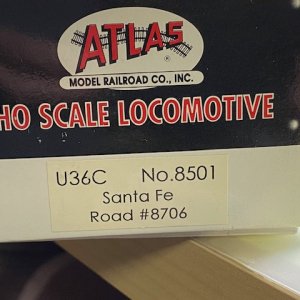 ATLAS
MODEL RAILROAD CO., INC.
HO SCALE LOCOMOTIVE
U36C No.8501
Santa Fe
Road #8706